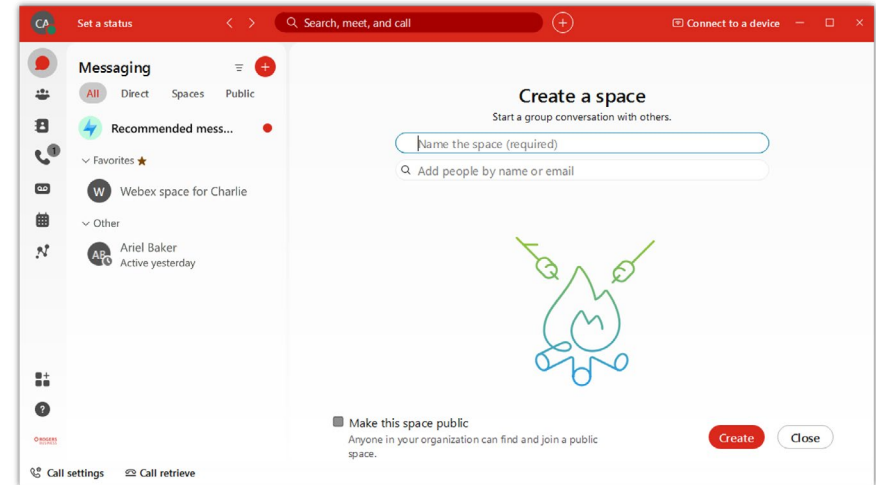 CA
Set a status
Search, meet, and call
Connect to a device
Messaging
All Direct Spaces Public
Recommended mess...
Favorites
W
Webex space for Charlie
Other
AB
Ariel Baker
Active yesterday
1
Create a space
Start a group conversation with others.
Name the space (required)
Add people by name or email
Make this space public
Anyone in your organization can find and join a public
space.
Create Close
ROGERS
Call settings Call retrieve